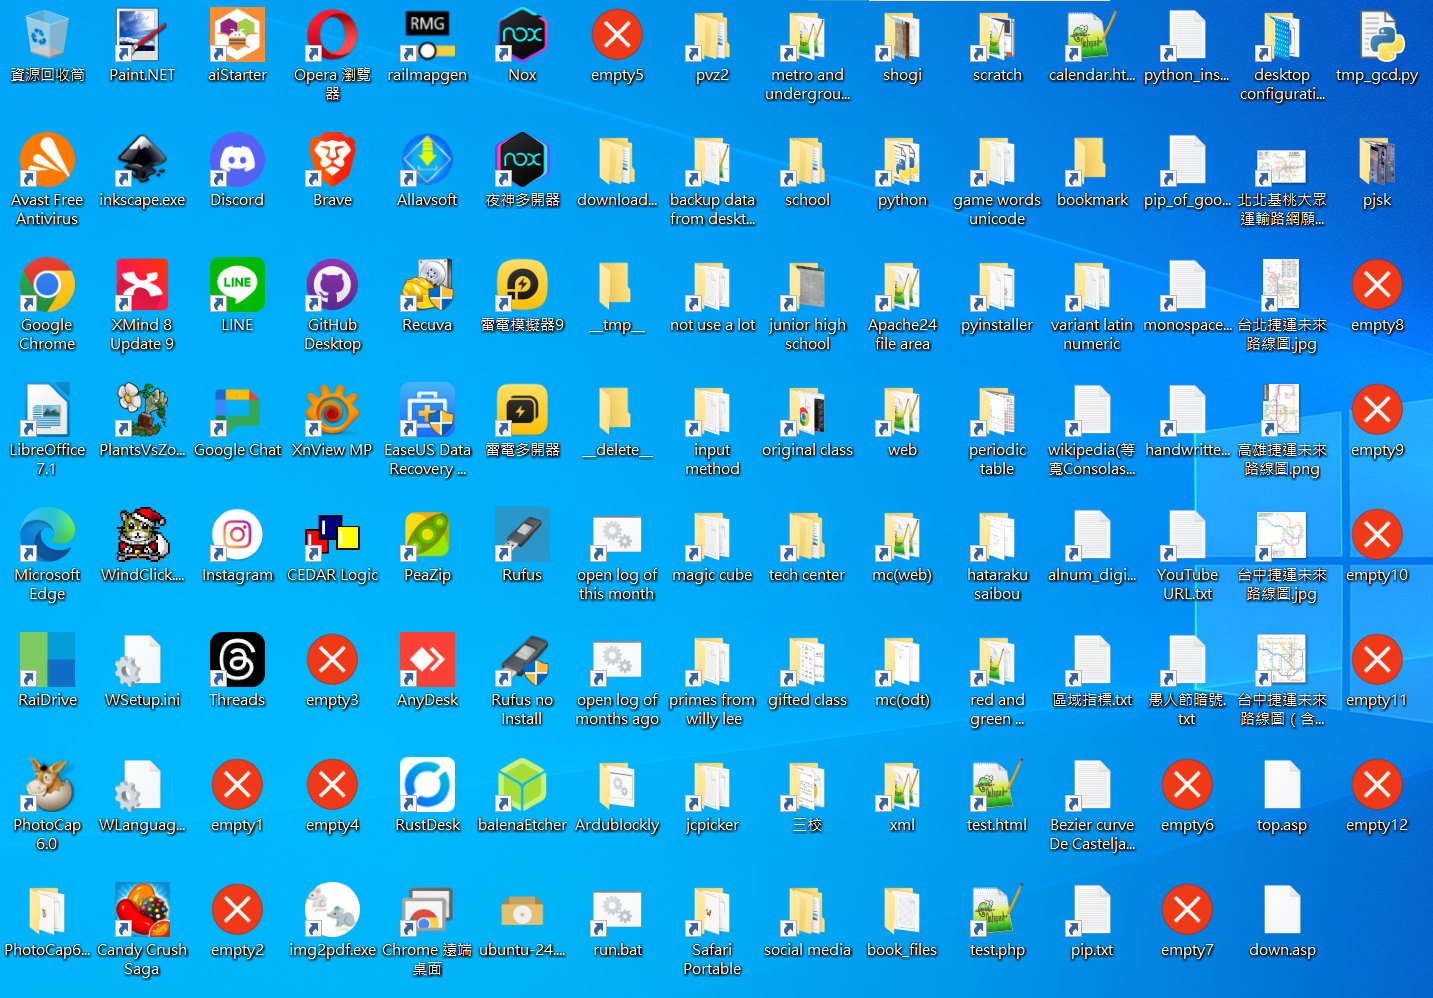 資源回收筒
Paint.NET
aiStarter
Opera 瀏覽
器
RMG
railmapgen
nox
Nox
empty5
pvz2
metro and
undergrou...
shogi
scratch
calendar.ht...
python_ins...
desktop
configurati...
tmp_gcd.py
Avast Free
Antivirus
inkscape.exe
Discord
Brave
Allavsoft
nox
夜神多開器
download...
backup data
from deskt...
school
python
game words
unicode
bookmark
pip_of_goo...
北北基桃大眾
運輸路網願...
pjsk
Google
Chrome
XMind 8
Update 9
LINE
LINE
GitHub
Desktop
Recuva
雷電模擬器9
__tmp__
not use a lot
junior high
school
Apache24
file area
pyinstaller
variant latin
numeric
monospace...
台北捷運未來
路線圖.jpg
empty8
LibreOffice
7.1
PlantsVsZo...
Google Chat
XnView MP
EaseUS Data
Recovery ...
雷電多開器
__delete__
input
method
original class
web
periodic
table
wikipedia(等
寬Consolas...
handwritte...
高雄捷運未來
路線圖.png
empty9
Microsoft
Edge
WindClick....
Instagram
CEDAR Logic
PeaZip
Rufus
open log of
this month
magic cube
tech center
mc(web)
hataraku
saibou
alnum_digi...
YouTube
URL.txt
台中捷運未來
路線圖.jpg
empty10
RaiDrive
WSetup.ini
Threads
empty3
AnyDesk
Rufus no
Install
open log of
months ago
primes from
willy lee
gifted class
mc(odt)
red and
green ...
區域指標.txt
愚人節暗號.
txt
台中捷運未來
路線圖（含...
empty11
PhotoCap
6.0
WLanguag...
empty1
empty4
RustDesk
balenaEtcher
Ardublockly
jcpicker
三校
xml
test.html
Bezier curve
De Castelja...
empty6
top.asp
empty12
PhotoCap6...
Candy Crush
Saga
empty2
img2pdf.exe
Chrome 遠端
桌面
ubuntu-24....
run.bat
Safari
Portable
social media
book_files
test.php
pip.txt
empty7
down.asp